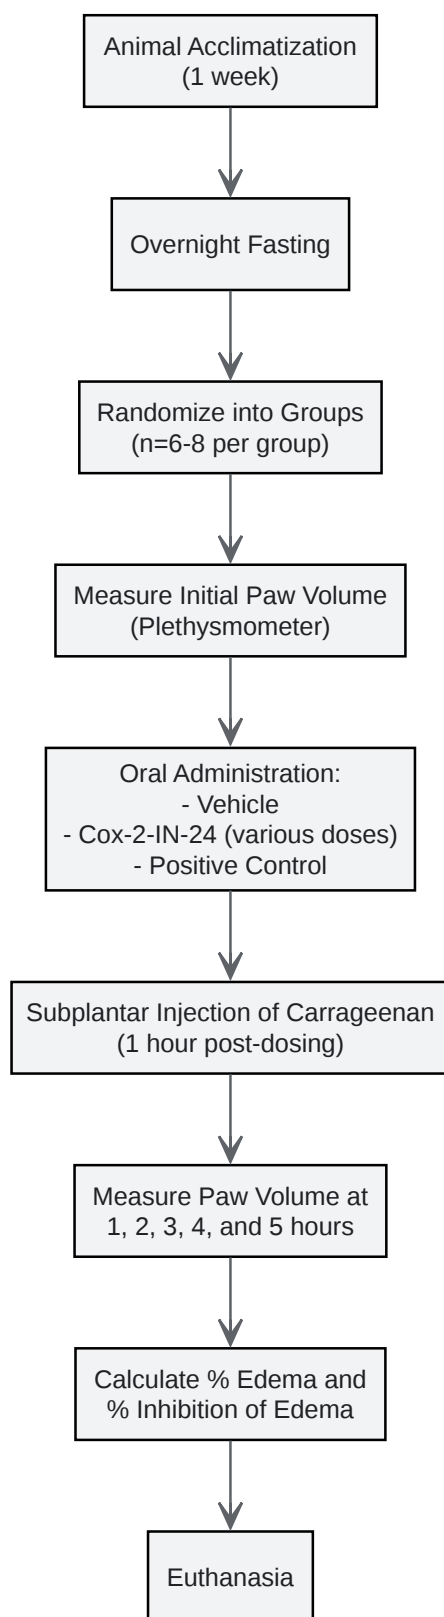 Animal Acclimatization
(1 week)
Overnight Fasting
Randomize into Groups
(n=6-8 per group)
Measure Initial Paw Volume
(Plethysmometer)
Oral Administration:
- Vehicle
- Cox-2-IN-24 (various doses)
- Positive Control
Subplantar Injection of Carrageenan
(1 hour post-dosing)
Measure Paw Volume at
1, 2, 3, 4, and 5 hours
Calculate % Edema and
% Inhibition of Edema
Euthanasia